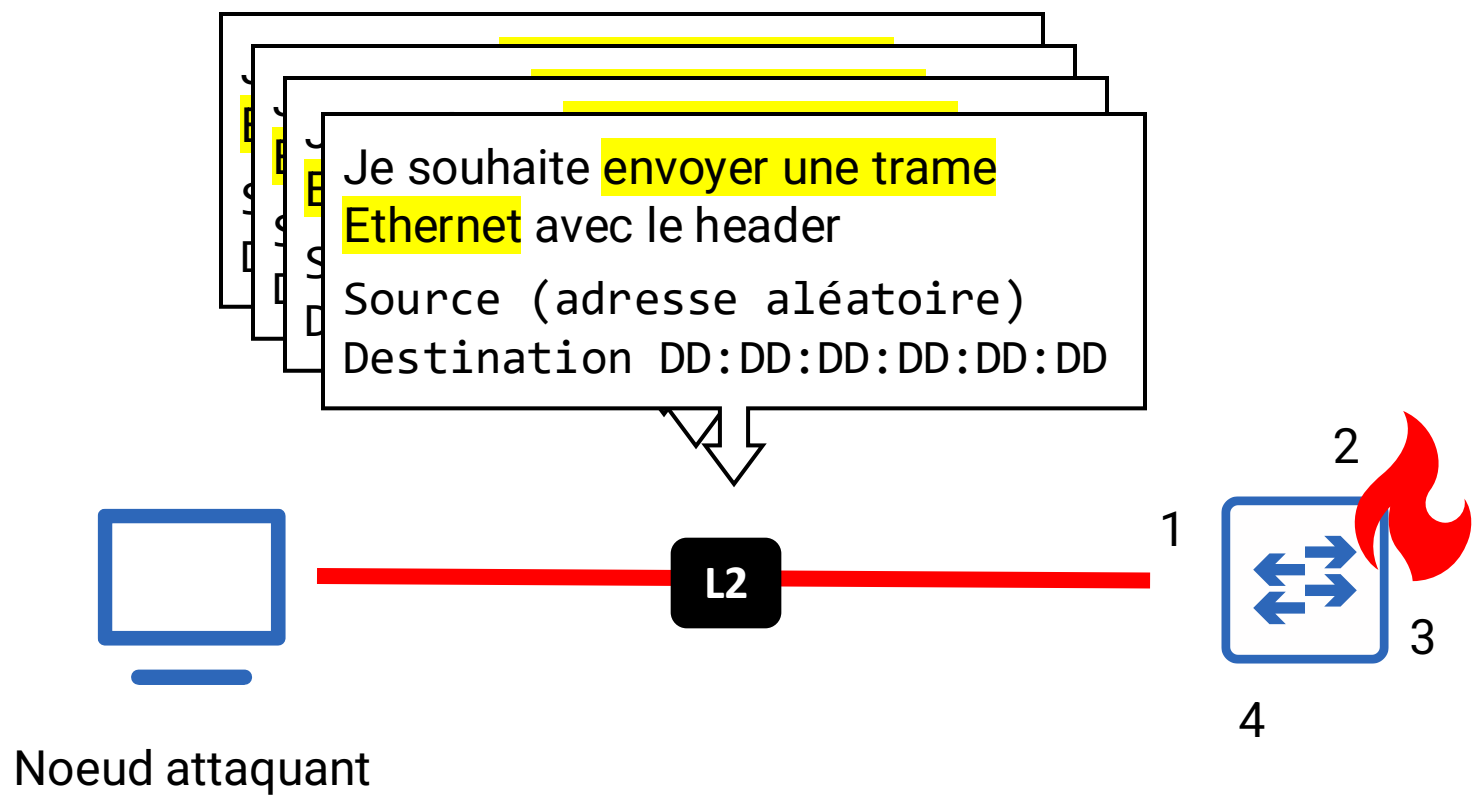 Je souhaite envoyer une trame
Ethernet avec le header
Source (adresse aléatoire)
Destination DD:DD:DD:DD:DD:DD
2
1
L2
3
4
Noeud attaquant